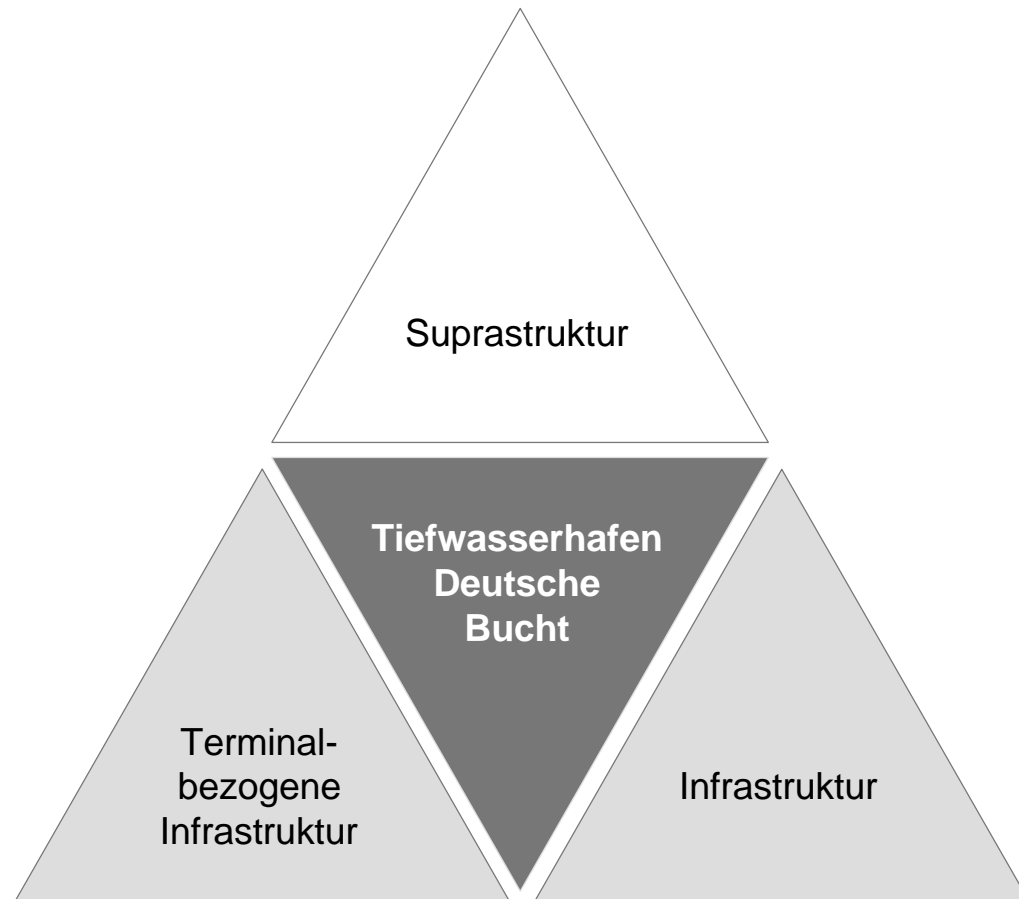 Suprastruktur
Tiefwasserhafen
Deutsche
Bucht
Terminal-
bezogene
Infrastruktur
Infrastruktur